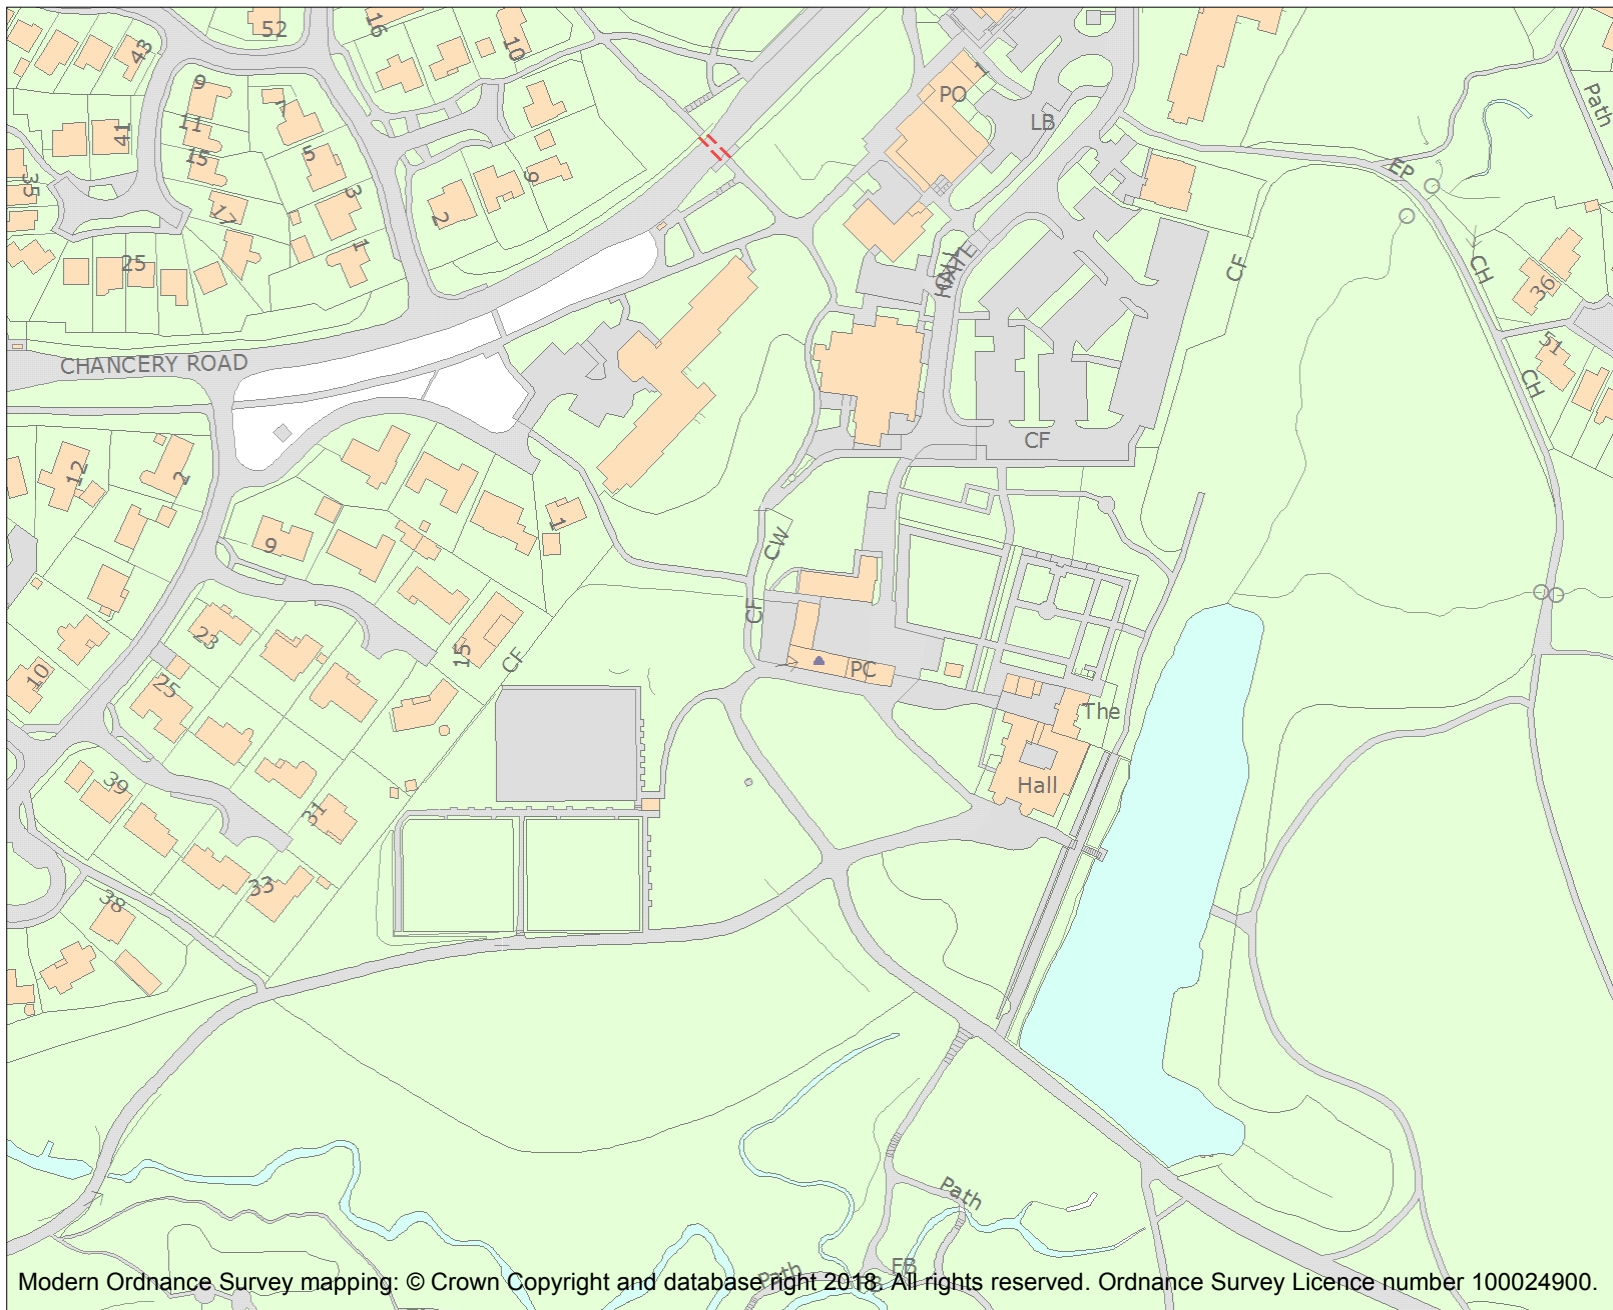 52
16
10
43
9
7
11
41
5
15
35
3
17
1
25
2
6
1
PO
LB
Path
EP
CH
CF
36
51
CH
HALL
CHANCERY ROAD
CF
12
2
9
1
CW
CF
23
15
CF
10
25
PC
The
Hall
39
31
33
38
Path
Path
FB
Modern Ordnance Survey mapping: © Crown Copyright and database right 2018. All rights reserved. Ordnance Survey Licence number 100024900.